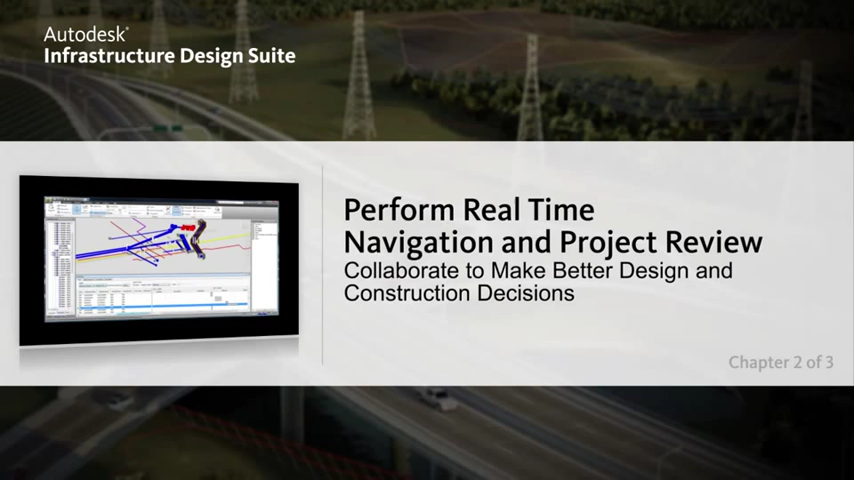 Autodesk®
Infrastructure Design Suite
Perform Real Time
Navigation and Project Review
Collaborate to Make Better Design and
Construction Decisions
Chapter 2 of 3